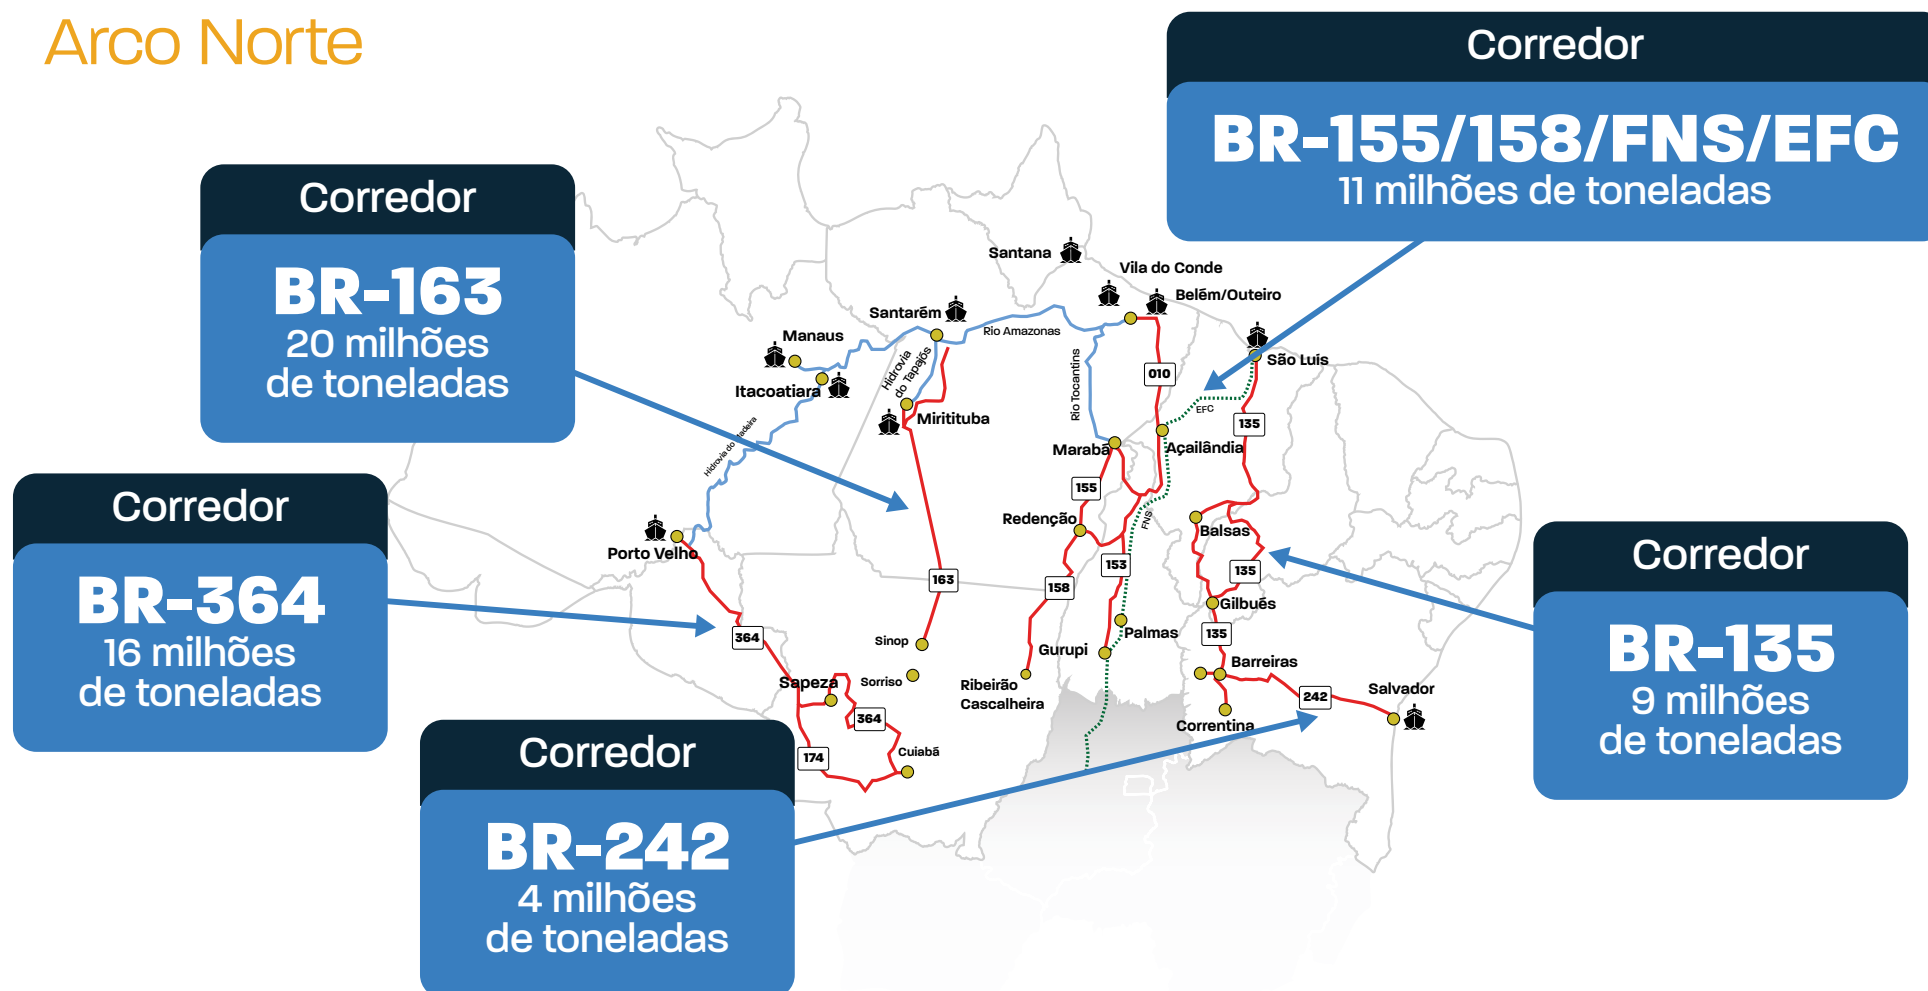 Arco Norte
Corredor
BR-155/158/FNS/EFC
11 milhões de toneladas
Corredor
BR-163
20 milhões
de toneladas
Corredor
BR-364
16 milhões
de toneladas
Corredor
BR-242
4 milhões
de toneladas
Corredor
BR-135
9 milhões
de toneladas
Santana
Vila do Conde
Belém/Outeiro
Santarém
Rio Amazonas
Manaus
São Luís
Itacoatiara
Hidrovia
do Tapajós
Rio Tocantins
010
EFC
Miritituba
135
Hidrovia do Madeira
Marabá
Açailândia
155
Redenção
FNS
Balsas
Porto Velho
153
135
163
158
Gilbués
364
Palmas
135
Sinop
Gurupi
Barreiras
Sapeza
Sorriso
Ribeirão
Cascalheira
242
Salvador
364
Correntina
174
Cuiabá